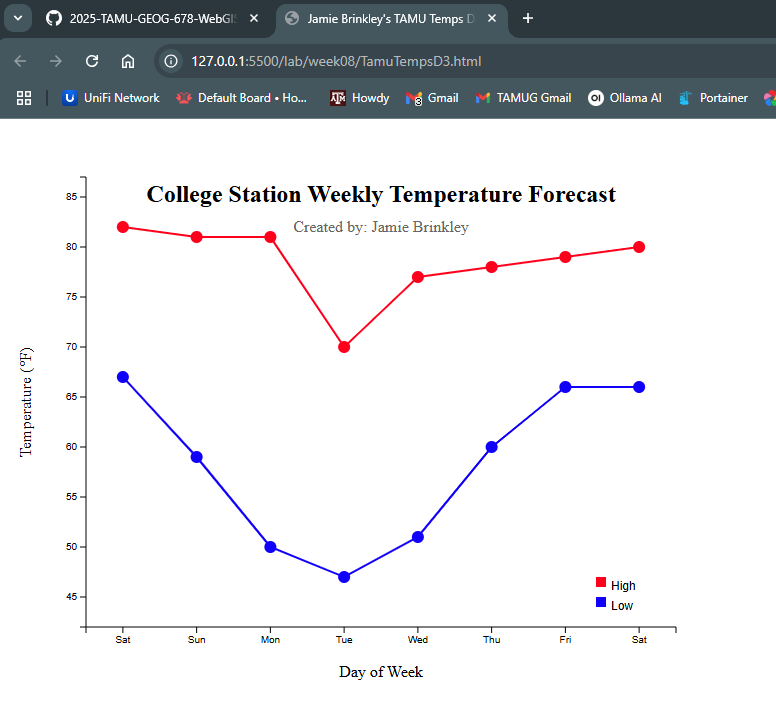 2025-TAMU-GEOG-678-WebGI
Jamie Brinkley's TAMU Temps D
127.0.0.1:5500/lab/week08/TamuTempsD3.html
UniFi Network Default Board • Ho... Howdy Gmail TAMUG Gmail Ollama AI Portainer
College Station Weekly Temperature Forecast
Created by: Jamie Brinkley
85
80
75
70
65
60
55
50
45
Temperature (°F)
High
Low
Sat Sun Mon Tue Wed Thu Fri Sat
Day of Week